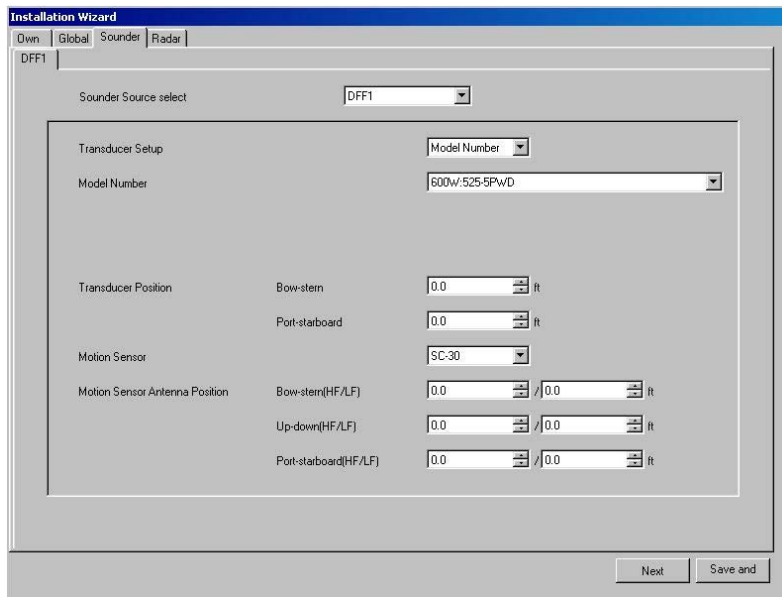 Installation Wizard
Own Global Sounder Radar
DFF1
Sounder Source select DFF1
Transducer Setup Model Number
Model Number 600W:525-5PWD
Transducer Position Bow-stern 0.0 ft
Port-starboard 0.0 ft
Motion Sensor SC-30
Motion Sensor Antenna Position Bow-stern(HF/LF) 0.0 / 0.0 ft
Up-down(HF/LF) 0.0 / 0.0 ft
Port-starboard(HF/LF) 0.0 / 0.0 ft
Next Save and